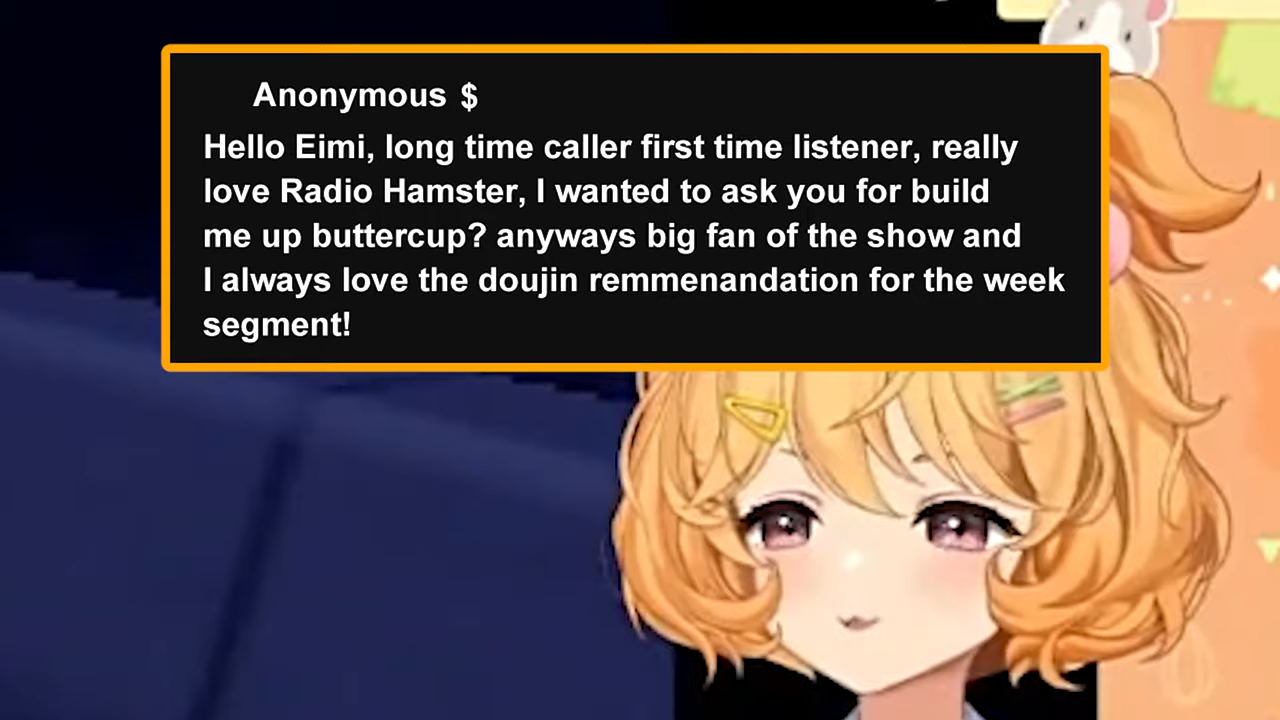 Anonymous $
Hello Eimi, long time caller first time listener, really
love Radio Hamster, I wanted to ask you for build
me up buttercup? anyways big fan of the show and
I always love the doujin remmenandation for the week
segment!